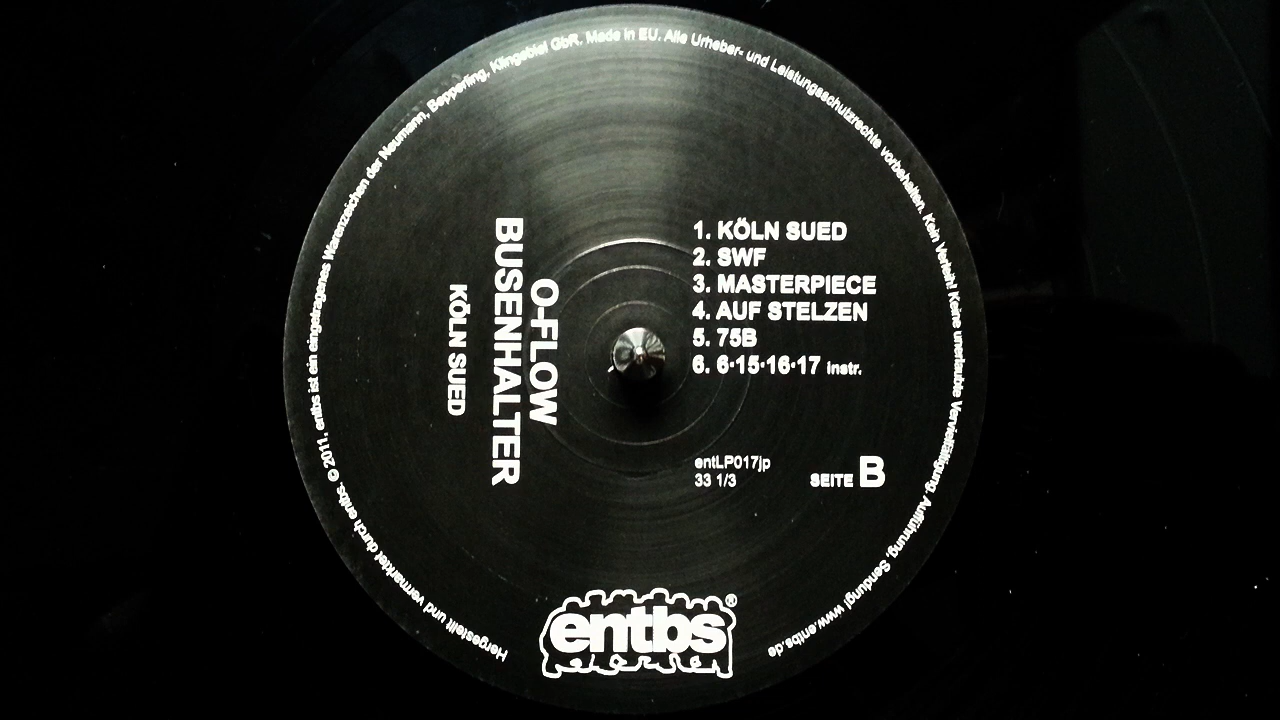 Hergestellt und vermarktet durch entbs. © 2011. entbs ist ein eingetragenes Warenzeichen der Neumann, Bepperling, Klingebiel GbR. Made in EU. Alle Urheber- und Leistungsschutzrechte vorbehalten. Kein Verleih! Keine unerlaubte Vervielfältigung, Aufführung, Sendung! www.entbs.de
O-FLOW
BUSENHALTER
KÖLN SUED
1. KÖLN SUED
2. SWF
3. MASTERPIECE
4. AUF STELZEN
5. 75B
6. 6·15·16·17 instr.
entLP017jp
33 1/3
SEITE B
entbs®